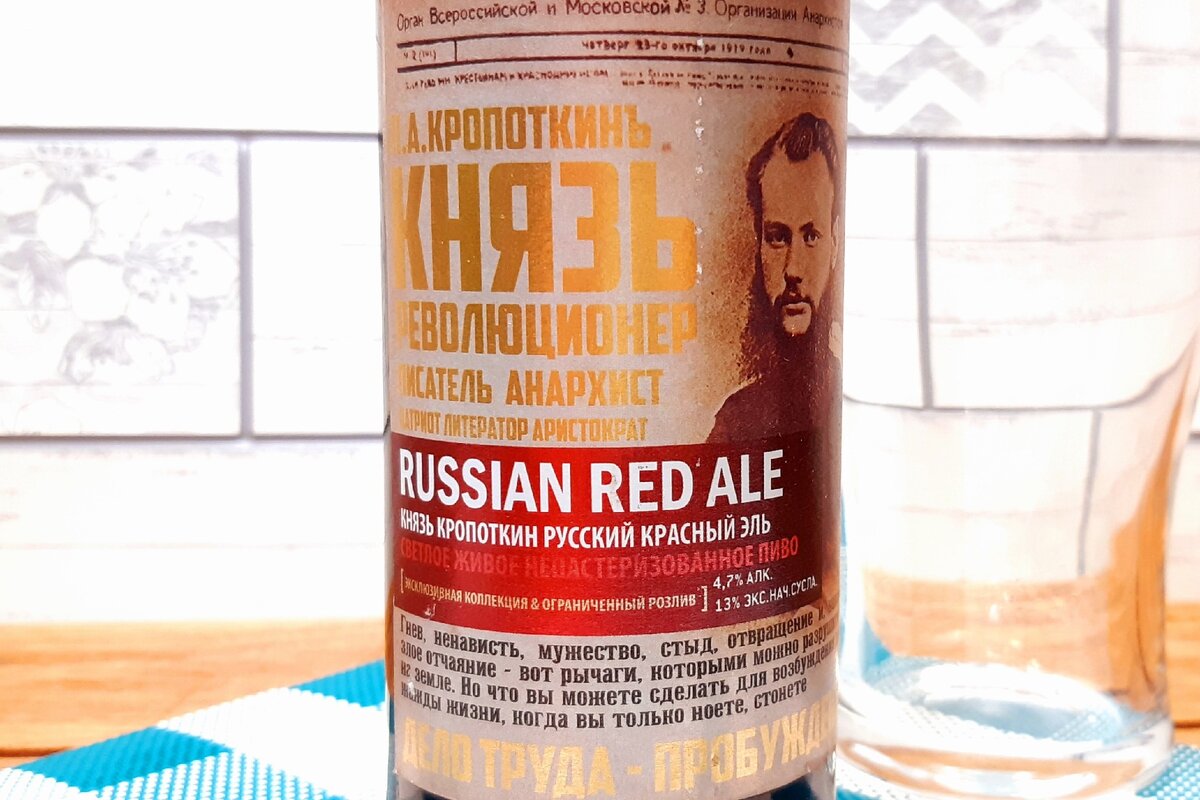 Орган Всероссийской и Московской № 3. Организации Анархистов
четверг 23-го октября 1919 года
.А.КРОПОТКИНЪ
КНЯЗЬ
РЕВОЛЮЦИОНЕР
ПИСАТЕЛЬ АНАРХИСТ
ПАТРИОТ ЛИТЕРАТОР АРИСТОКРАТ
RUSSIAN RED ALE
КНЯЗЬ КРОПОТКИН РУССКИЙ КРАСНЫЙ ЭЛЬ
СВЕТЛОЕ ЖИВОЕ НЕПАСТЕРИЗОВАННОЕ ПИВО
[ЭКСКЛЮЗИВНАЯ КОЛЛЕКЦИЯ & ОГРАНИЧЕННЫЙ РОЗЛИВ]
4,7% АЛК.
13% ЭКС.НАЧ.СУСЛА.
Гнев, ненависть, мужество, стыд, отвращение и
злое отчаяние - вот рычаги, которыми можно
на земле. Но что вы можете сделать для
жажды жизни, когда вы только ноете, стонете
ДЕЛО ТРУДА -